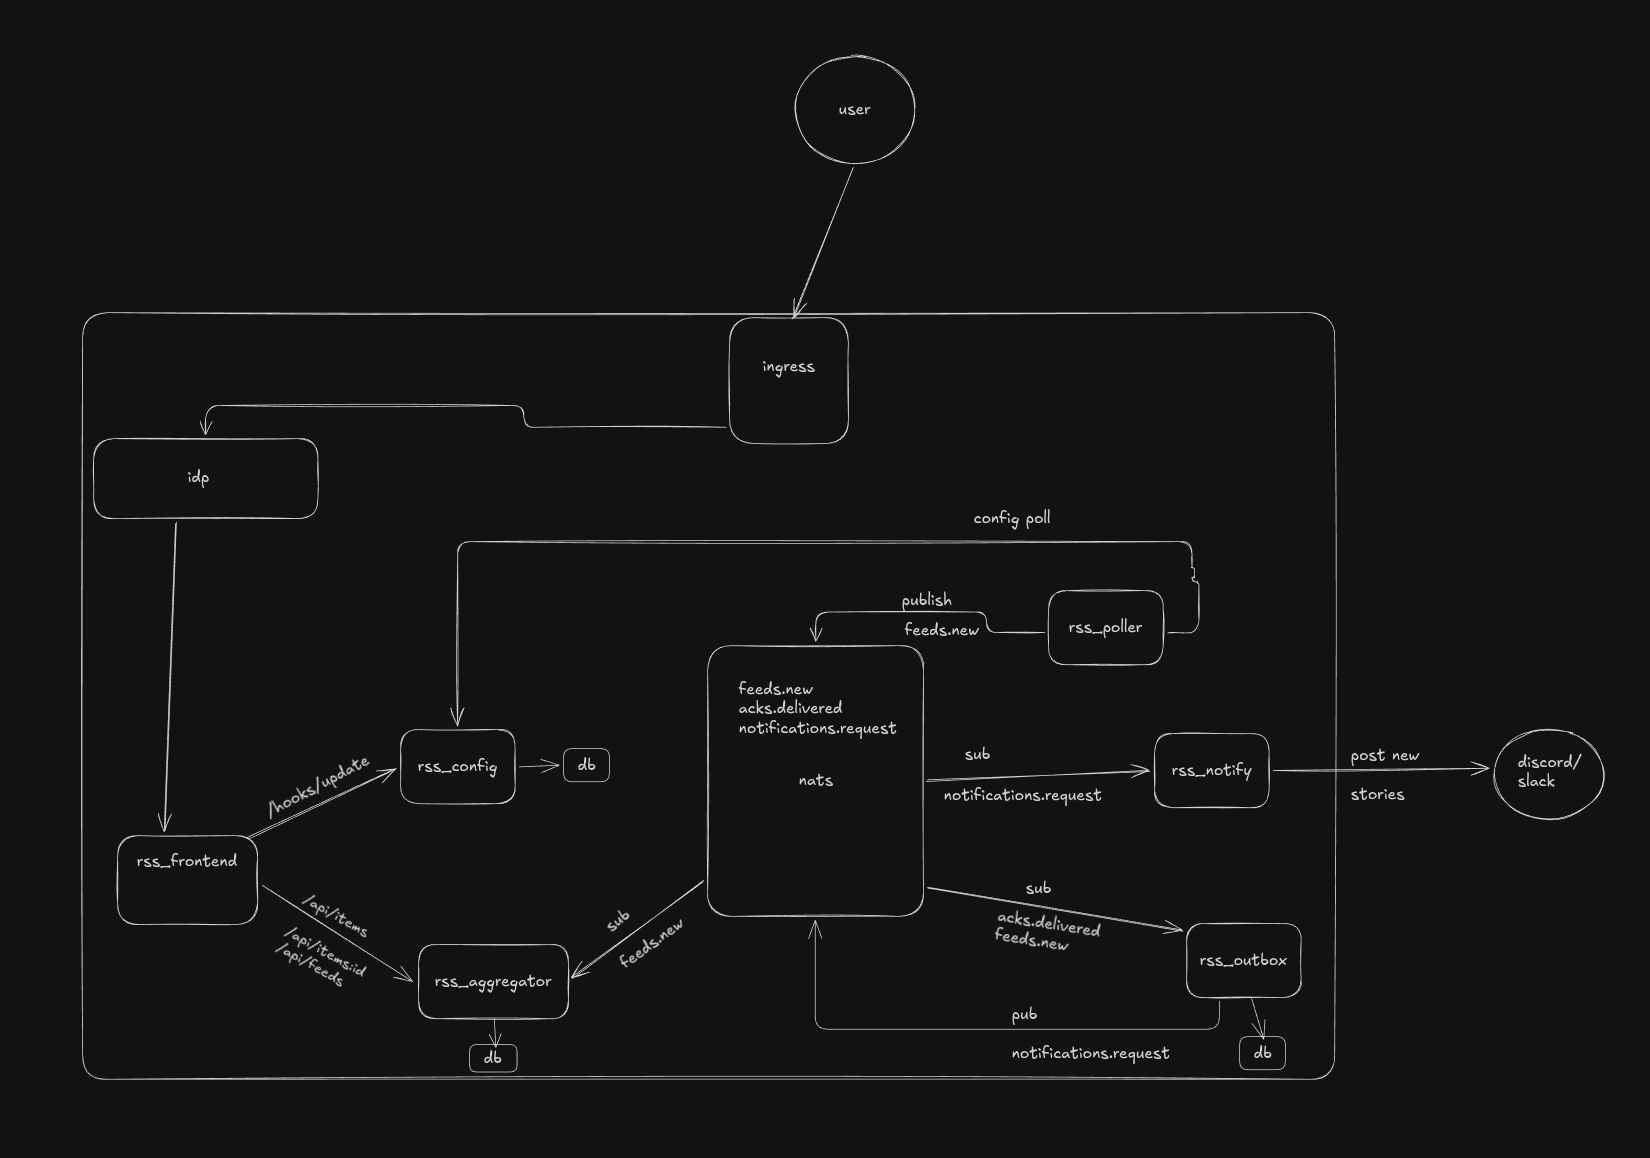 user
ingress
idp
config poll
publish
feeds.new
rss_poller
feeds.new
acks.delivered
notifications.request
nats
sub
notifications.request
rss_notify
post new
stories
discord/
slack
/hooks/update
rss_config
db
rss_frontend
/api/items
/api/items:id
/api/feeds
sub
feeds.new
rss_aggregator
db
sub
acks.delivered
feeds.new
rss_outbox
pub
notifications.request
db